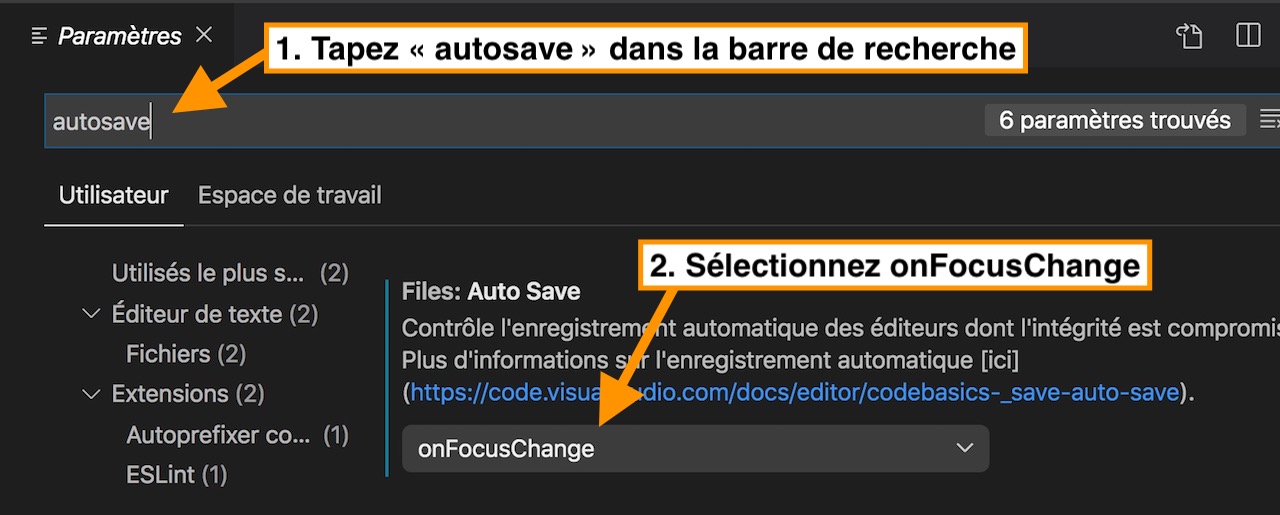 Paramètres
1. Tapez « autosave » dans la barre de recherche
autosave
6 paramètres trouvés
Utilisateur
Espace de travail
2. Sélectionnez onFocusChange
Utilisés le plus s... (2)
Éditeur de texte (2)
Fichiers (2)
Extensions (2)
Autoprefixer co... (1)
ESLint (1)
Files: Auto Save
Contrôle l'enregistrement automatique des éditeurs dont l'intégrité est compromis
Plus d'informations sur l'enregistrement automatique [ici]
(https://code.visualstudio.com/docs/editor/codebasics-_save-auto-save).
onFocusChange